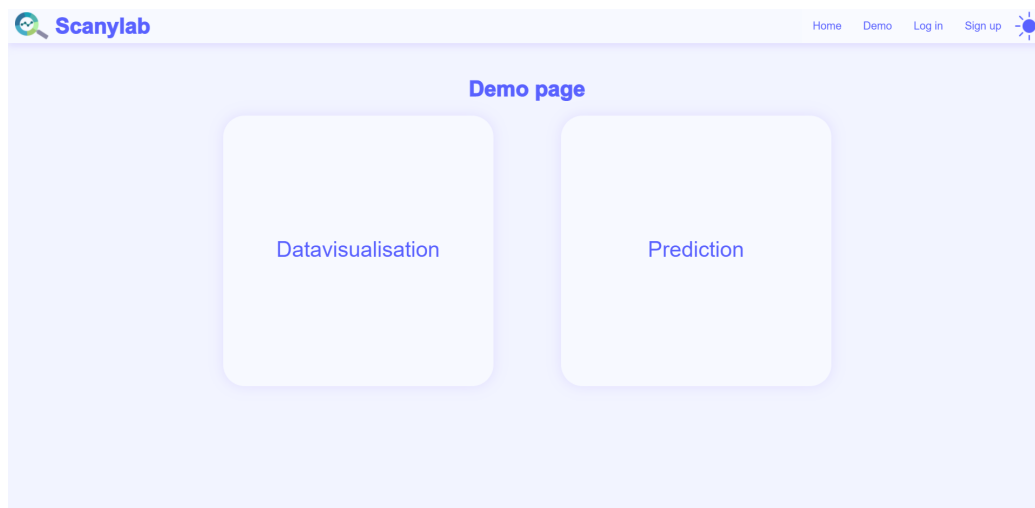 Scanylab
Home Demo Log in Sign up
Demo page
Datavisualisation
Prediction